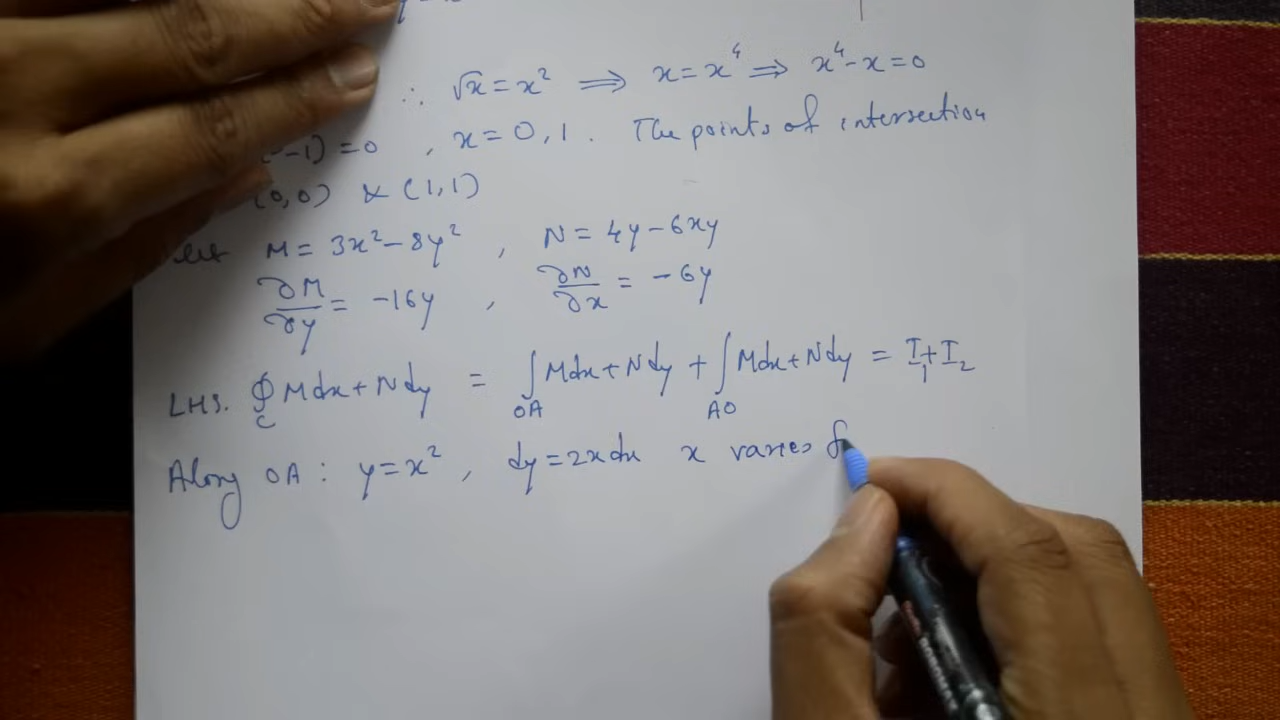 ∴ √x = x² ⟹ x = x⁴ ⟹ x⁴ - x = 0
-1) = 0 , x = 0, 1. The points of intersection
(0,0) & (1,1)
M = 3x² - 8y² , N = 4y - 6xy
∂M/∂y = -16y , ∂N/∂x = -6y
LHS. ∮_C Mdx + Ndy = ∫_OA Mdx + Ndy + ∫_AO Mdx + Ndy = I₁ + I₂
Along OA : y = x² , dy = 2xdx x varies f